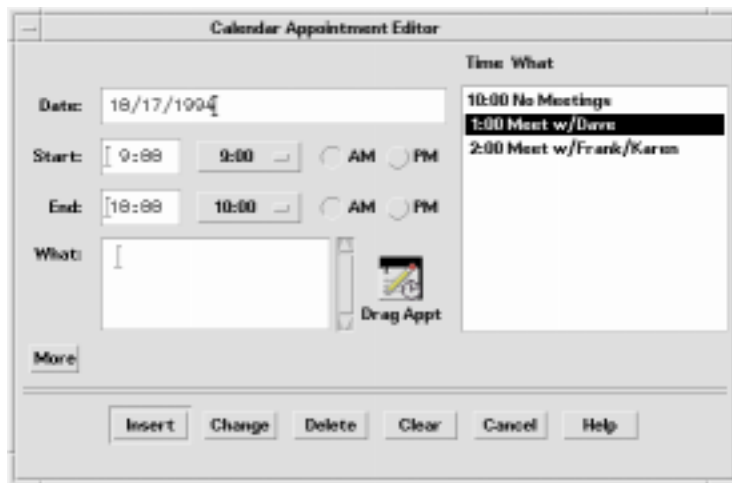 Calendar Appointment Editor
Time What
Date: 10/17/1994
10:00 No Meetings
1:00 Meet w/Dave
2:00 Meet w/Frank/Karen
Start: 9:00 9:00 AM PM
End: 10:00 10:00 AM PM
What:
Drag Appt
More
Insert Change Delete Clear Cancel Help